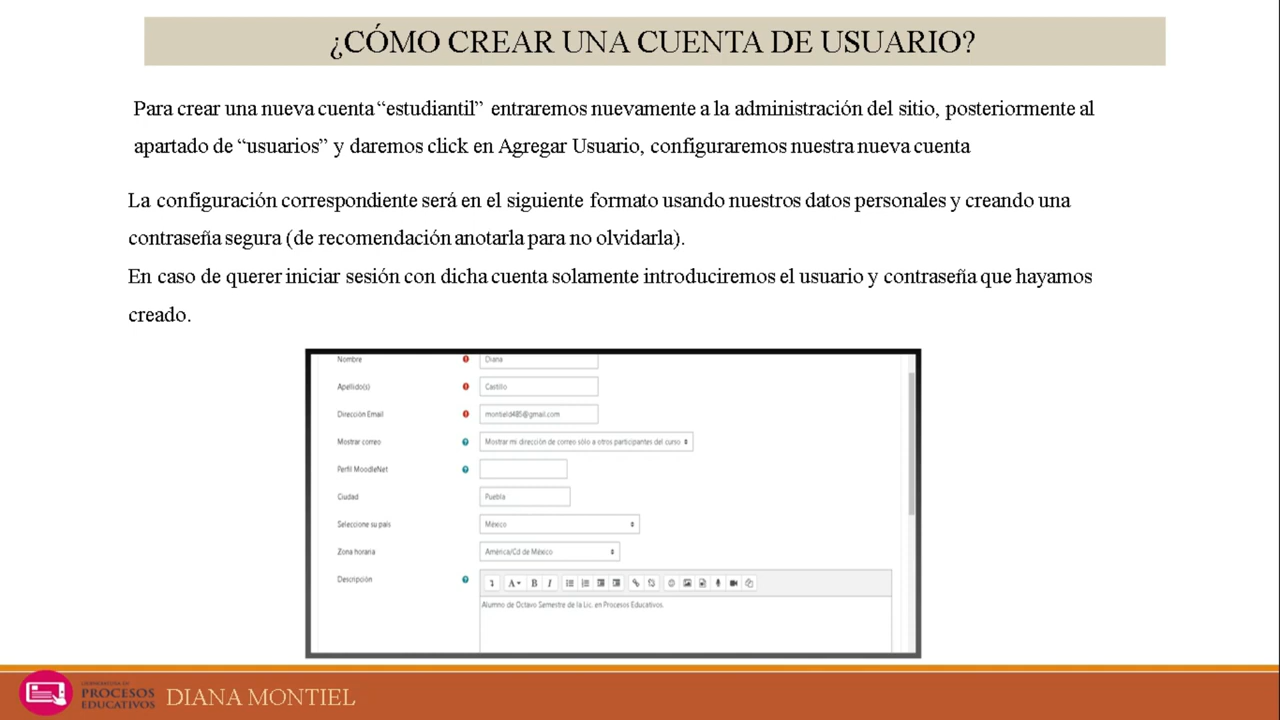 ¿CÓMO CREAR UNA CUENTA DE USUARIO?
Para crear una nueva cuenta “estudiantil” entraremos nuevamente a la administración del sitio, posteriormente al
apartado de “usuarios” y daremos click en Agregar Usuario, configuraremos nuestra nueva cuenta
La configuración correspondiente será en el siguiente formato usando nuestros datos personales y creando una
contraseña segura (de recomendación anotarla para no olvidarla).
En caso de querer iniciar sesión con dicha cuenta solamente introduciremos el usuario y contraseña que hayamos
creado.
Nombre Diana
Apellido(s) Castillo
Dirección Email montield485@gmail.com
Mostrar correo Mostrar mi dirección de correo sólo a otros participantes del curso
Perfil MoodleNet
Ciudad Puebla
Seleccione su país México
Zona horaria América/Cd de México
Descripción
Alumno de Octavo Semestre de la Lic. en Procesos Educativos.
PROCESOS
EDUCATIVOS
DIANA MONTIEL